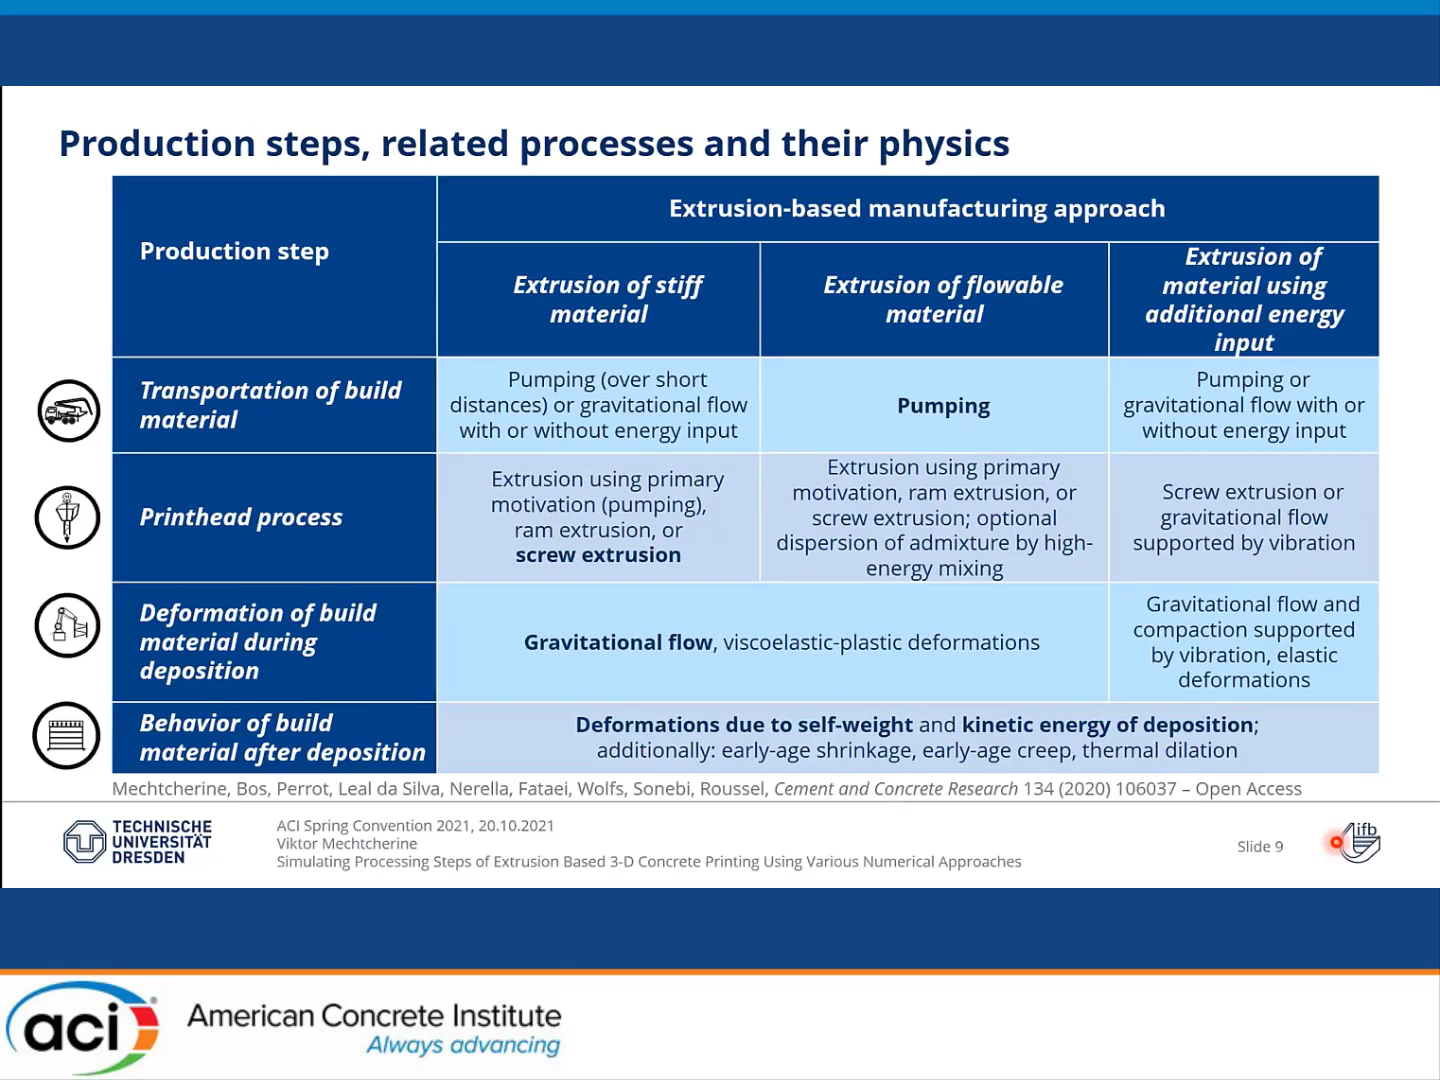 Production steps, related processes and their physics
Production step
Extrusion-based manufacturing approach
Extrusion of stiff
material
Extrusion of flowable
material
Extrusion of
material using
additional energy
input
Transportation of build
material
Pumping (over short
distances) or gravitational flow
with or without energy input
Pumping
Pumping or
gravitational flow with or
without energy input
Printhead process
Extrusion using primary
motivation (pumping),
ram extrusion, or
screw extrusion
Extrusion using primary
motivation, ram extrusion, or
screw extrusion; optional
dispersion of admixture by high-
energy mixing
Screw extrusion or
gravitational flow
supported by vibration
Deformation of build
material during
deposition
Gravitational flow, viscoelastic-plastic deformations
Gravitational flow and
compaction supported
by vibration, elastic
deformations
Behavior of build
material after deposition
Deformations due to self-weight and kinetic energy of deposition;
additionally: early-age shrinkage, early-age creep, thermal dilation
Mechtcherine, Bos, Perrot, Leal da Silva, Nerella, Fataei, Wolfs, Sonebi, Roussel, Cement and Concrete Research 134 (2020) 106037 – Open Access
TECHNISCHE
UNIVERSITÄT
DRESDEN
ACI Spring Convention 2021, 20.10.2021
Viktor Mechtcherine
Simulating Processing Steps of Extrusion Based 3-D Concrete Printing Using Various Numerical Approaches
Slide 9
ifb
aci
American Concrete Institute
Always advancing